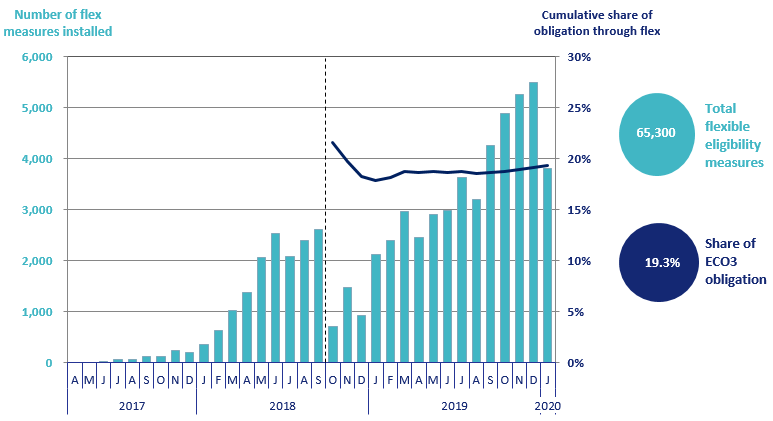 Number of flex
measures installed
Cumulative share of
obligation through flex
6,000
5,000
4,000
3,000
2,000
1,000
0
30%
25%
20%
15%
10%
5%
0%
A M J J A S O N D J F M A M J J A S O N D J F M A M J J A S O N D J
2017 2018 2019 2020
65,300
Total
flexible
eligibility
measures
19.3%
Share of
ECO3
obligation